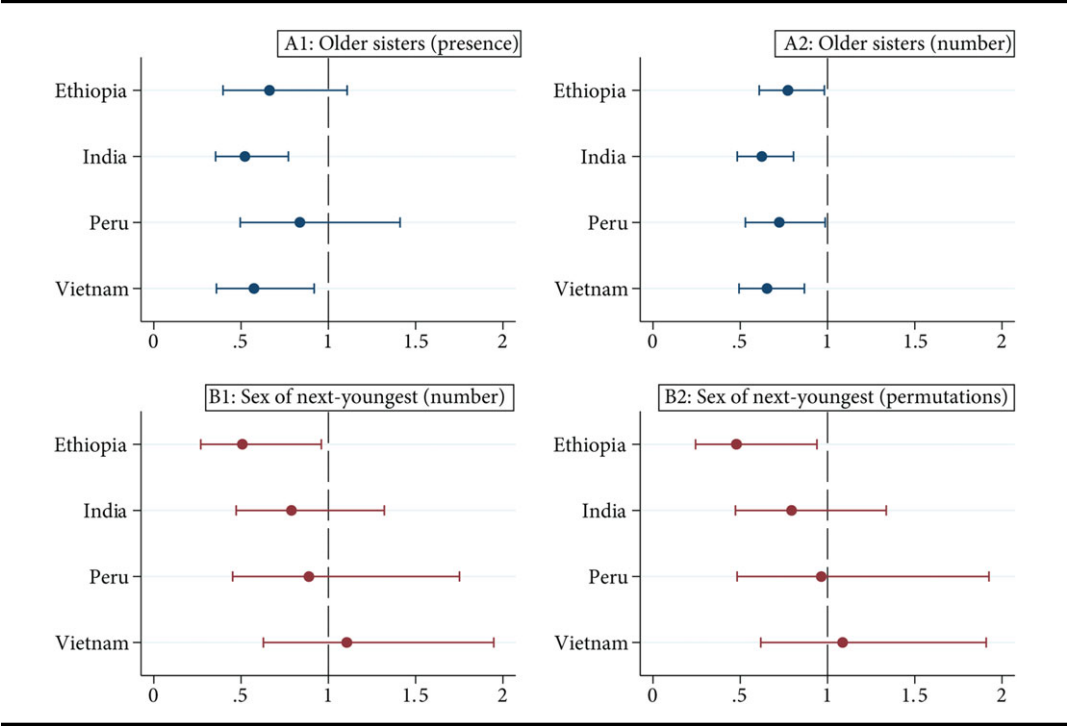 A1: Older sisters (presence)
Ethiopia
India
Peru
Vietnam
0 .5 1 1.5 2
A2: Older sisters (number)
Ethiopia
India
Peru
Vietnam
0 .5 1 1.5 2
B1: Sex of next-youngest (number)
Ethiopia
India
Peru
Vietnam
0 .5 1 1.5 2
B2: Sex of next-youngest (permutations)
Ethiopia
India
Peru
Vietnam
0 .5 1 1.5 2